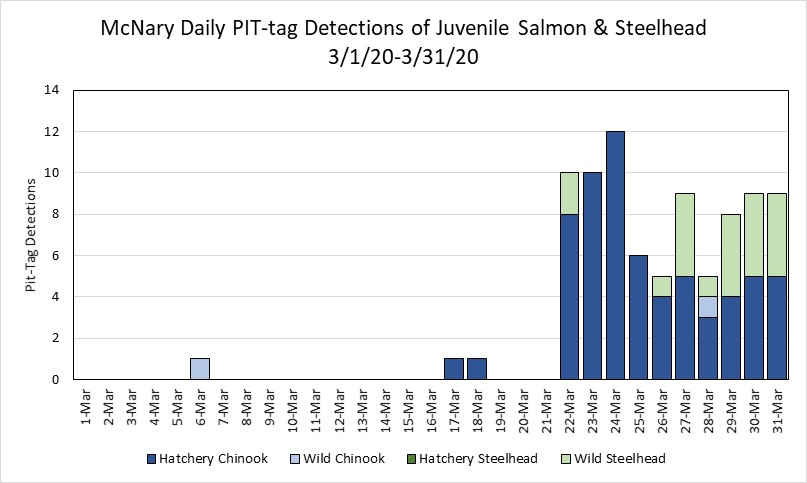 McNary Daily PIT-tag Detections of Juvenile Salmon & Steelhead
3/1/20-3/31/20
Pit-Tag Detections
14
12
10
8
6
4
2
0
1-Mar
2-Mar
3-Mar
4-Mar
5-Mar
6-Mar
7-Mar
8-Mar
9-Mar
10-Mar
11-Mar
12-Mar
13-Mar
14-Mar
15-Mar
16-Mar
17-Mar
18-Mar
19-Mar
20-Mar
21-Mar
22-Mar
23-Mar
24-Mar
25-Mar
26-Mar
27-Mar
28-Mar
29-Mar
30-Mar
31-Mar
Hatchery Chinook Wild Chinook Hatchery Steelhead Wild Steelhead